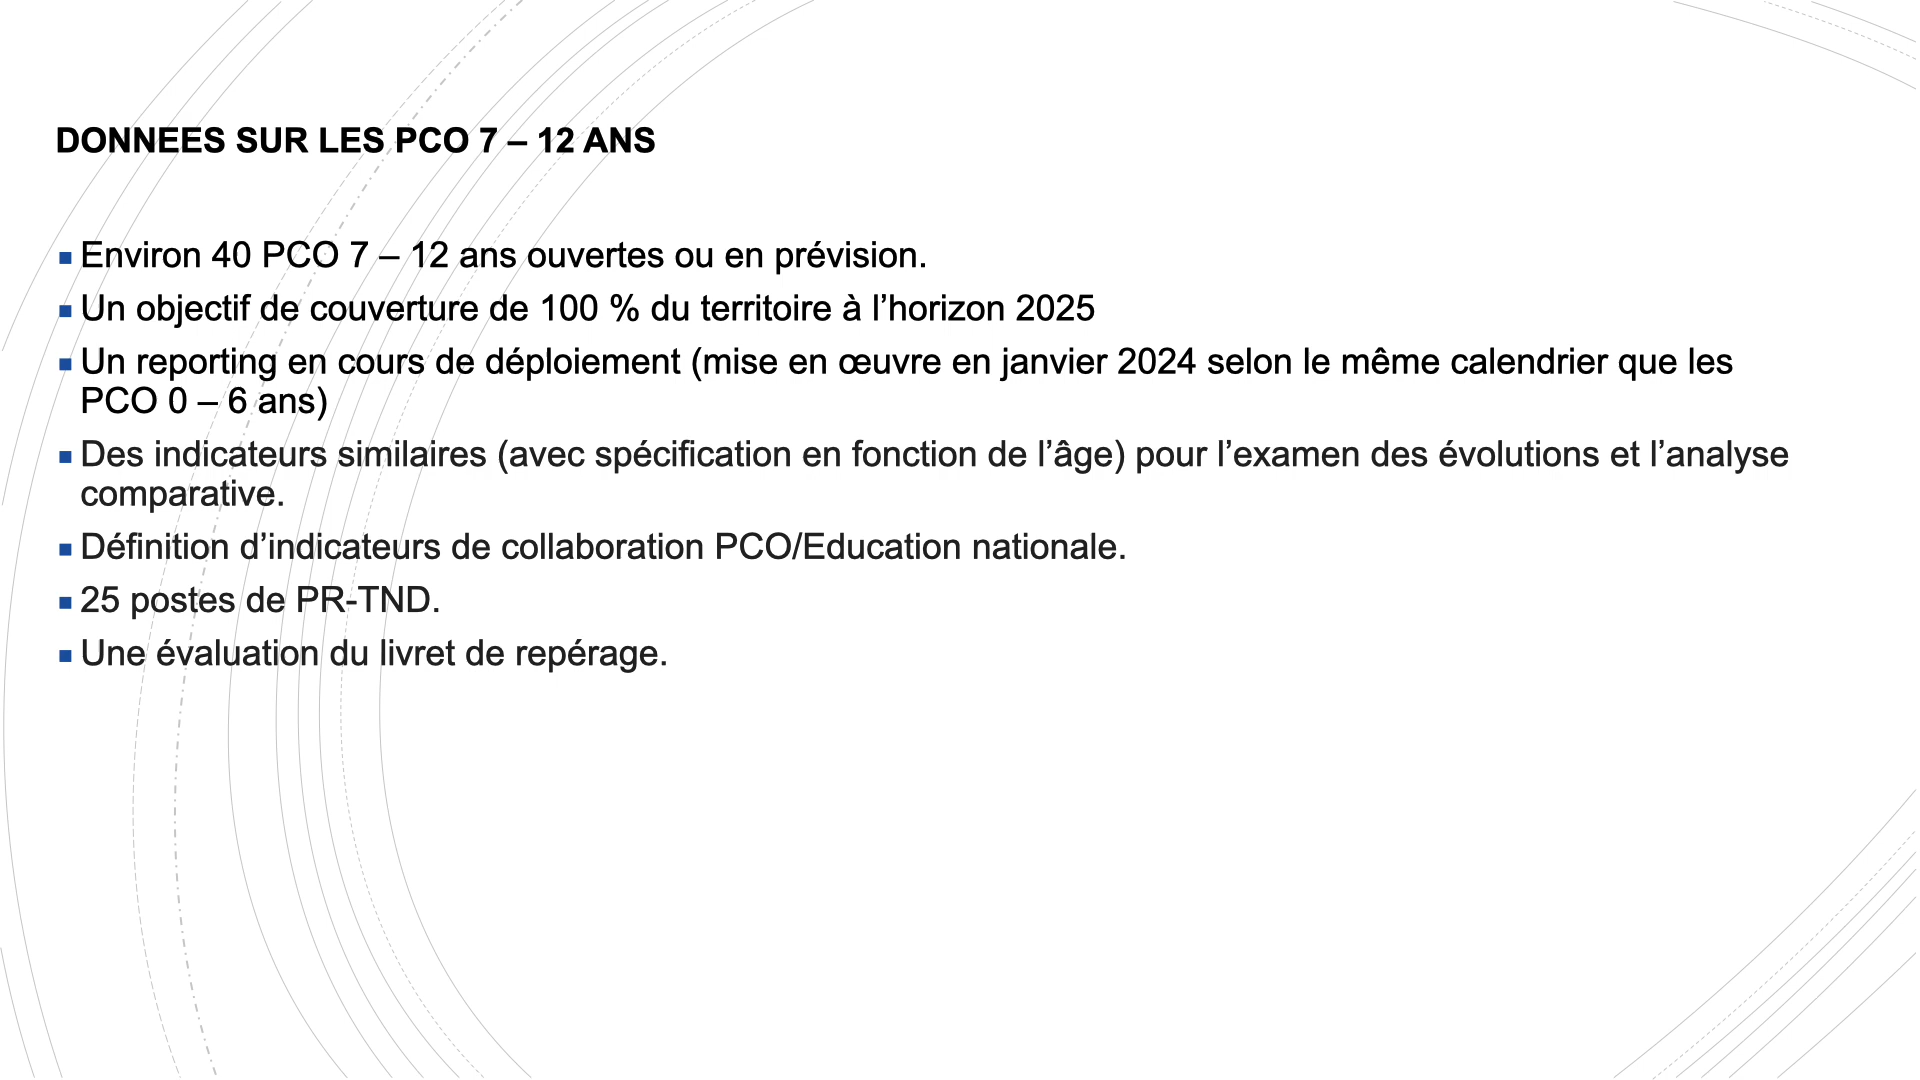 DONNEES SUR LES PCO 7 – 12 ANS
▪ Environ 40 PCO 7 – 12 ans ouvertes ou en prévision.
▪ Un objectif de couverture de 100 % du territoire à l’horizon 2025
▪ Un reporting en cours de déploiement (mise en œuvre en janvier 2024 selon le même calendrier que les
PCO 0 – 6 ans)
▪ Des indicateurs similaires (avec spécification en fonction de l’âge) pour l’examen des évolutions et l’analyse
comparative.
▪ Définition d’indicateurs de collaboration PCO/Education nationale.
▪ 25 postes de PR-TND.
▪ Une évaluation du livret de repérage.